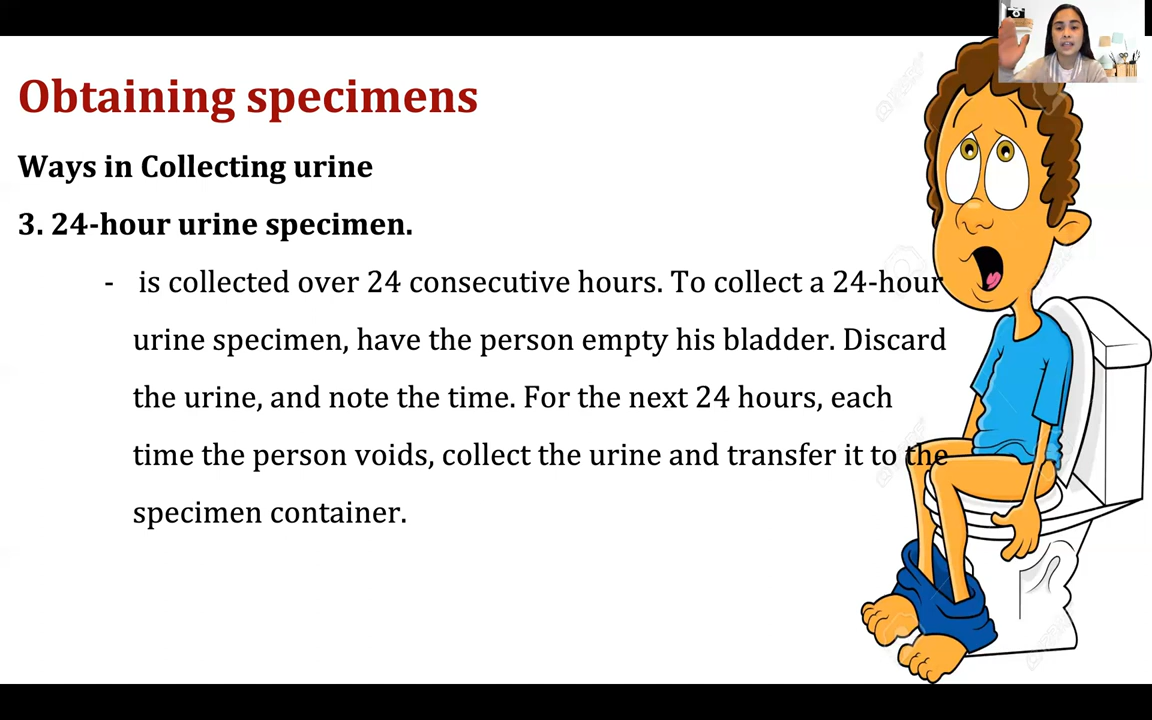 Obtaining specimens
Ways in Collecting urine
3. 24-hour urine specimen.
- is collected over 24 consecutive hours. To collect a 24-hour
urine specimen, have the person empty his bladder. Discard
the urine, and note the time. For the next 24 hours, each
time the person voids, collect the urine and transfer it to the
specimen container.